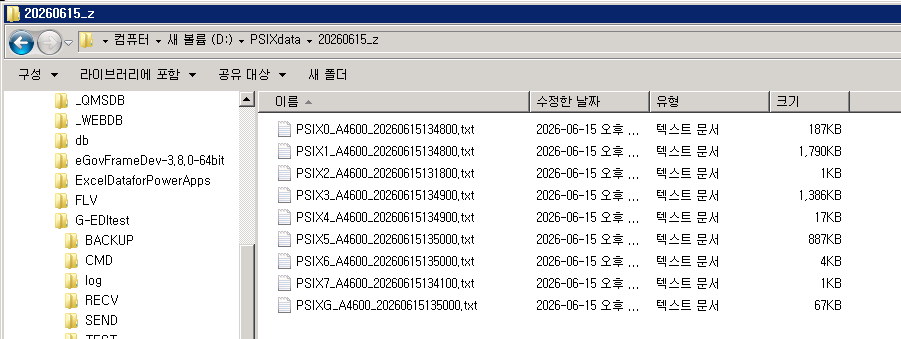 20260615_z
컴퓨터 새 볼륨 (D:) PSIXdata 20260615_z
구성 라이브러리에 포함 공유 대상 새 폴더
_QMSDB
_WEBDB
db
eGovFrameDev-3.8.0-64bit
ExcelDataforPowerApps
FLV
G-EDItest
BACKUP
CMD
log
RECV
SEND
TEST
이름 수정한 날짜 유형 크기
PSIX0_A4600_20260615134800.txt 2026-06-15 오후 ... 텍스트 문서 187KB
PSIX1_A4600_20260615134800.txt 2026-06-15 오후 ... 텍스트 문서 1,790KB
PSIX2_A4600_20260615131800.txt 2026-06-15 오후 ... 텍스트 문서 1KB
PSIX3_A4600_20260615134900.txt 2026-06-15 오후 ... 텍스트 문서 1,386KB
PSIX4_A4600_20260615134900.txt 2026-06-15 오후 ... 텍스트 문서 17KB
PSIX5_A4600_20260615135000.txt 2026-06-15 오후 ... 텍스트 문서 887KB
PSIX6_A4600_20260615135000.txt 2026-06-15 오후 ... 텍스트 문서 4KB
PSIX7_A4600_20260615134100.txt 2026-06-15 오후 ... 텍스트 문서 1KB
PSIXG_A4600_20260615135000.txt 2026-06-15 오후 ... 텍스트 문서 67KB